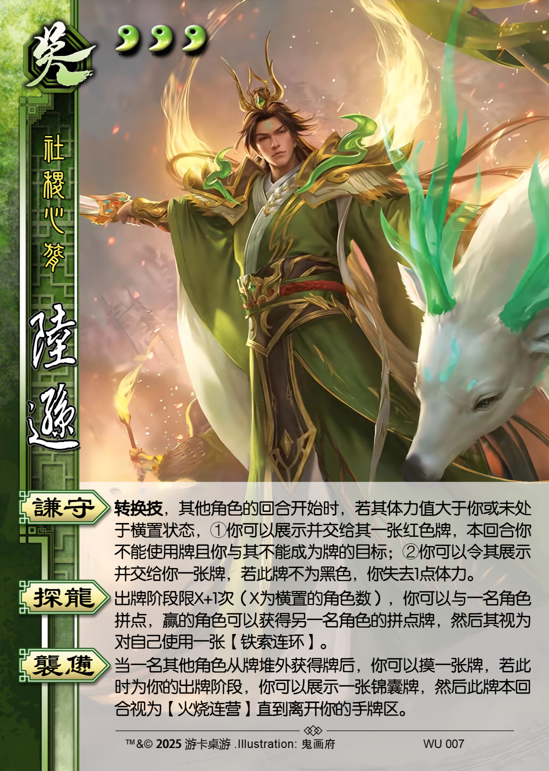 吳
社稷心膂
陸遜
謙守
转换技，其他角色的回合开始时，若其体力值大于你或未处
于横置状态，①你可以展示并交给其一张红色牌，本回合你
不能使用牌且你与其不能成为牌的目标；②你可以令其展示
并交给你一张牌，若此牌不为黑色，你失去1点体力。
探龍
出牌阶段限X+1次（X为横置的角色数），你可以与一名角色
拼点，赢的角色可以获得另一名角色的拼点牌，然后其视为
对自己使用一张【铁索连环】。
襲備
当一名其他角色从牌堆外获得牌后，你可以摸一张牌，若此
时为你的出牌阶段，你可以展示一张锦囊牌，然后此牌本回
合视为【火烧连营】直到离开你的手牌区。
™&© 2025 游卡桌游 .Illustration: 鬼画府
WU 007